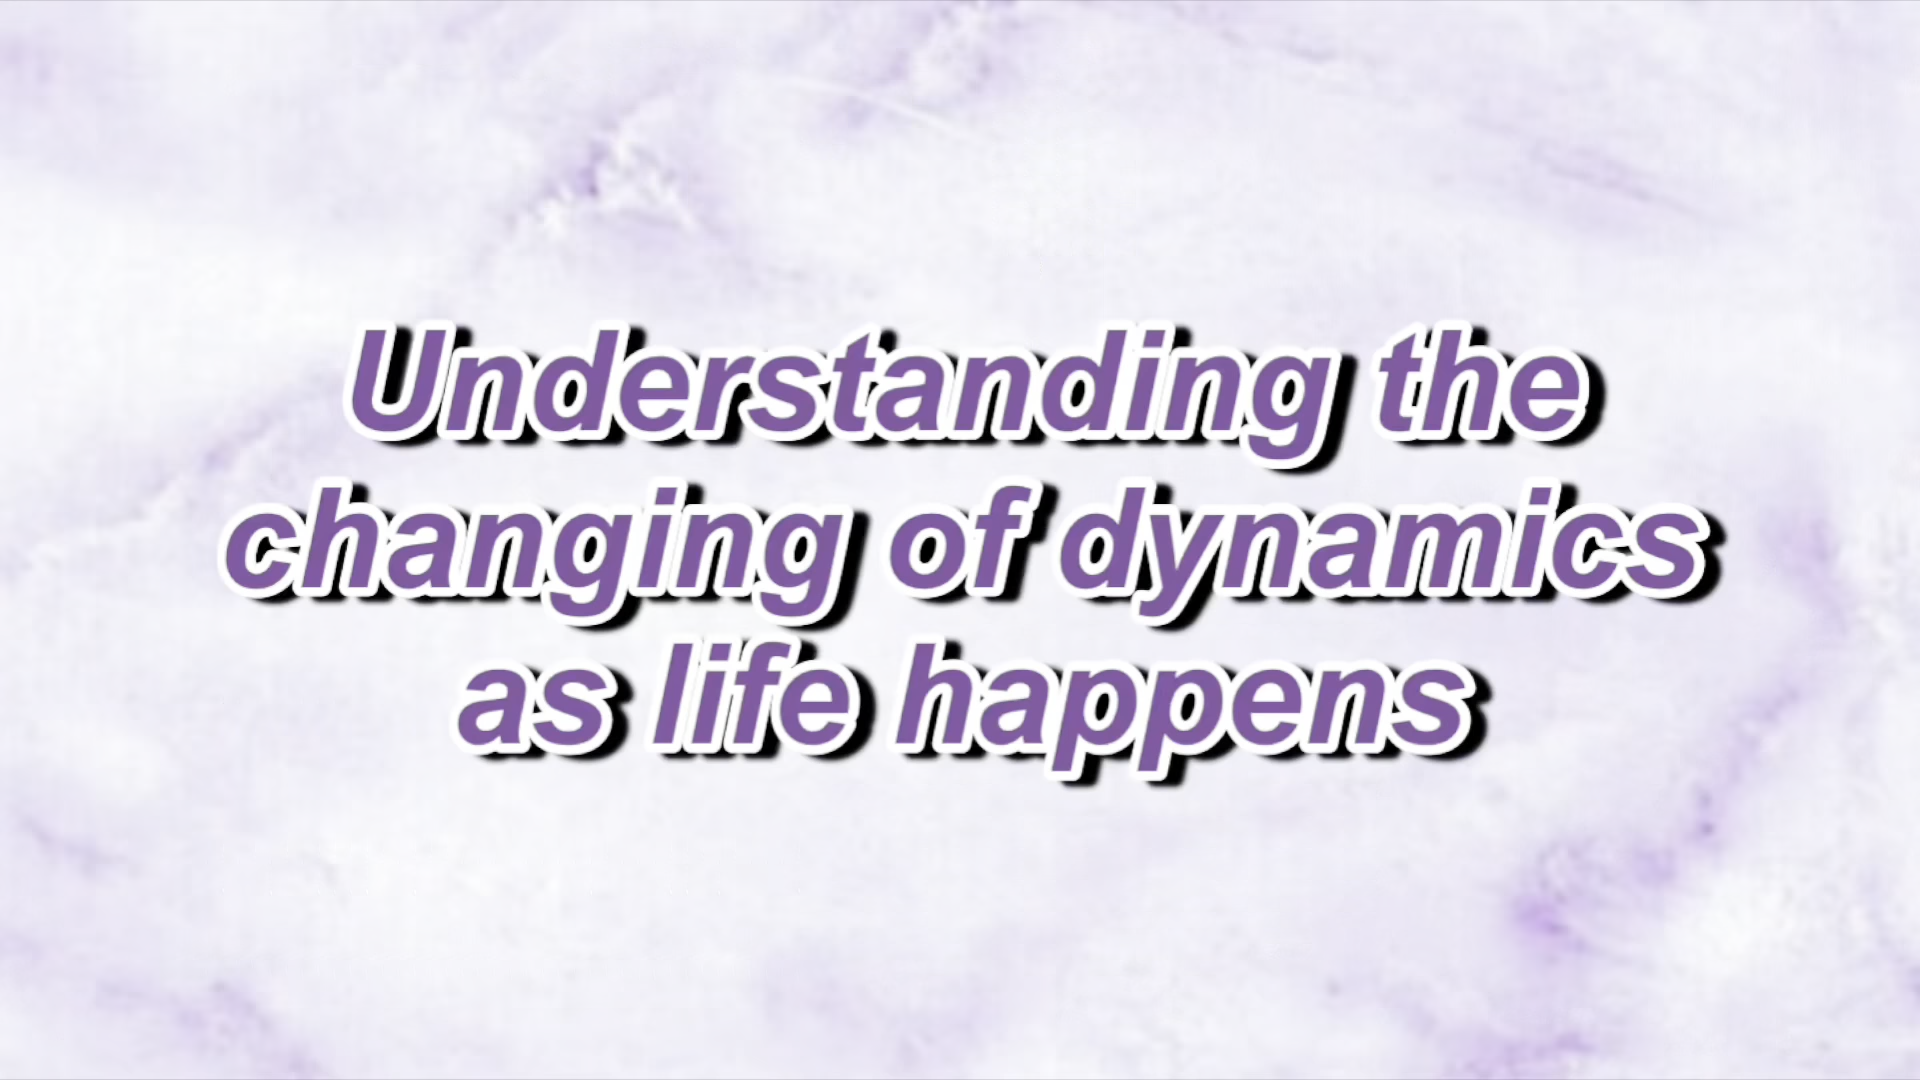 Understanding the
changing of dynamics
as life happens